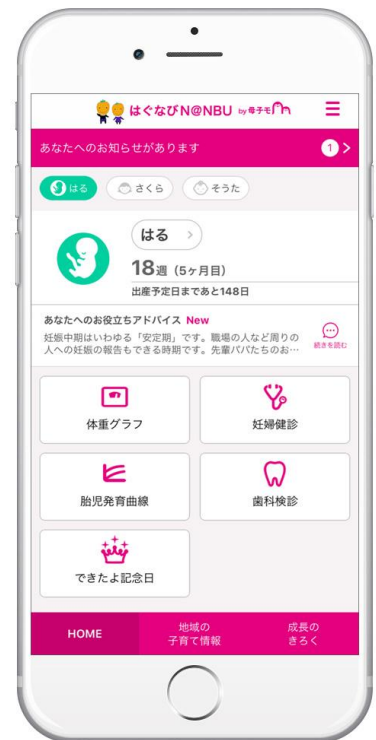 はぐなびN@NBU by母子モ
あなたへのお知らせがあります 1 >
はる さくら そうた
はる >
18週 (5ヶ月目)
出産予定日まであと148日
あなたへのお役立ちアドバイス New
妊娠中期はいわゆる「安定期」です。職場の人など周りの
人への妊娠の報告もできる時期です。先輩パパたちのお…
続きを読む
体重グラフ
妊婦健診
胎児発育曲線
歯科検診
できたよ記念日
HOME
地域の
子育て情報
成長の
きろく